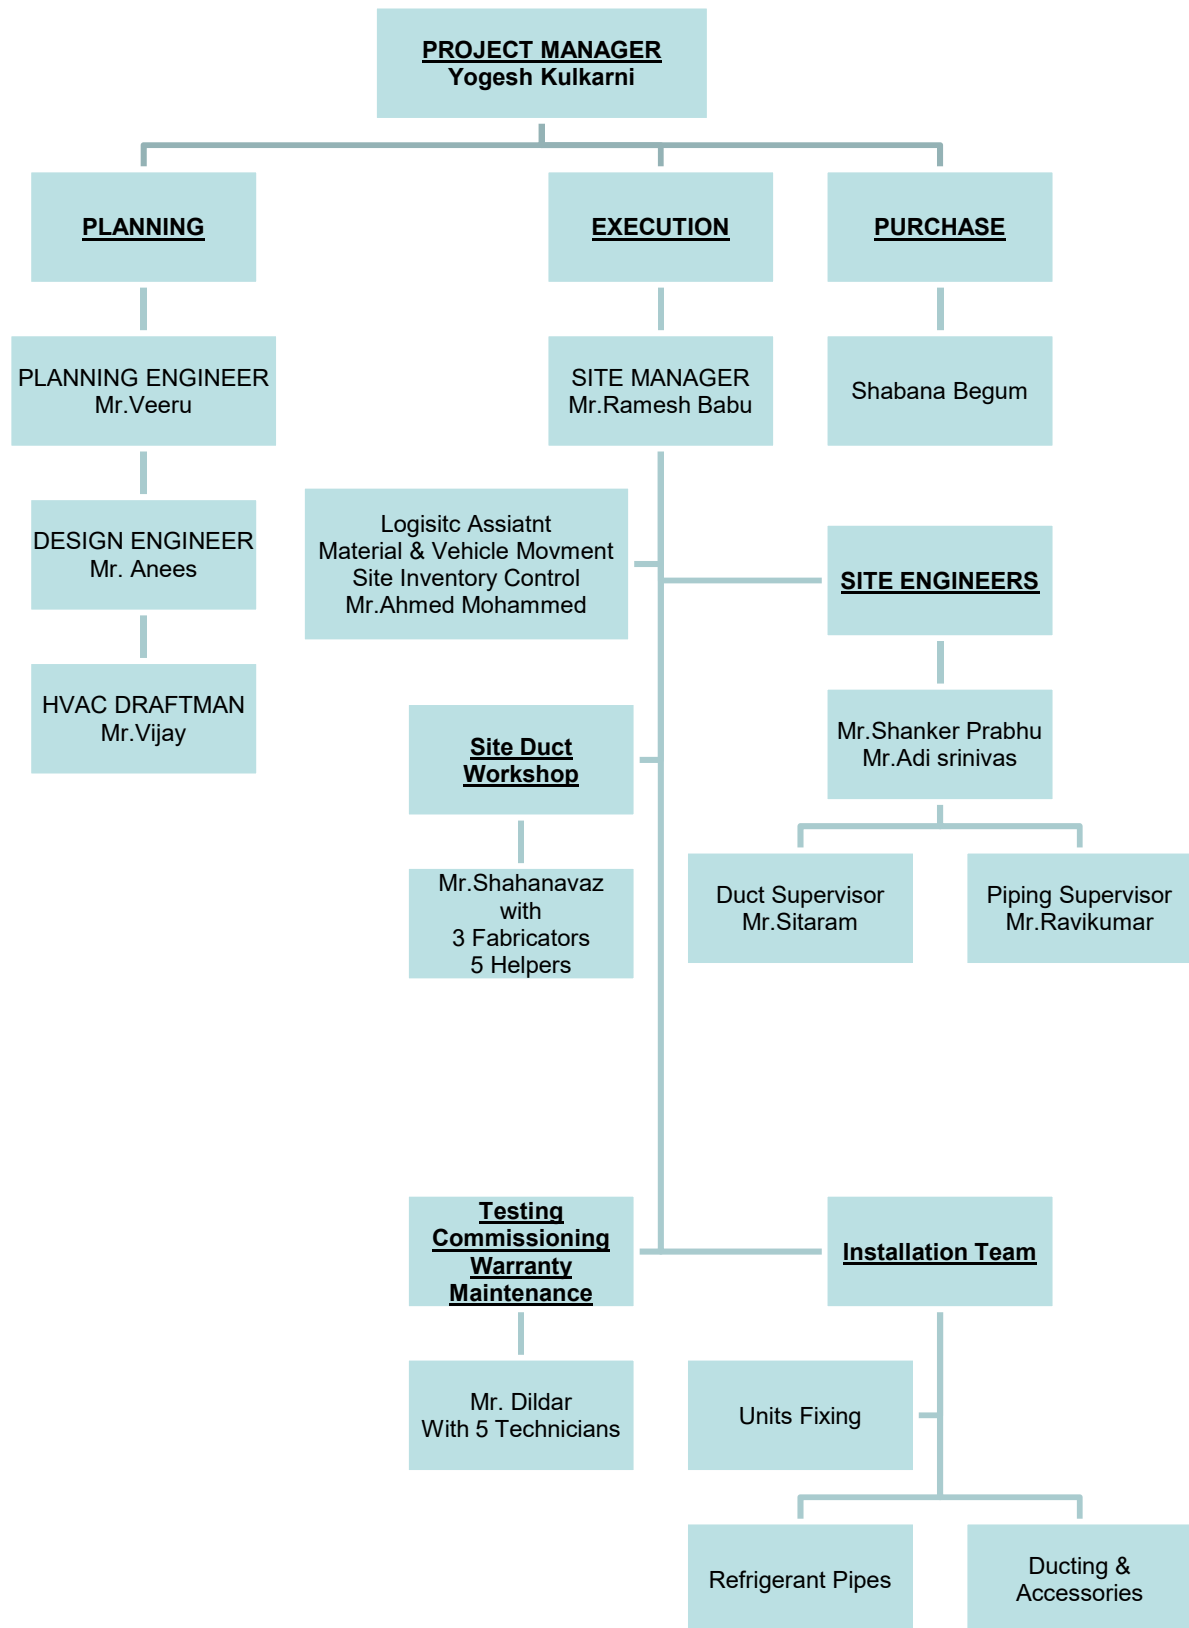 PROJECT MANAGER
Yogesh Kulkarni
PLANNING
EXECUTION
PURCHASE
PLANNING ENGINEER
Mr.Veeru
SITE MANAGER
Mr.Ramesh Babu
Shabana Begum
Logisitc Assiatnt
Material & Vehicle Movment
Site Inventory Control
Mr.Ahmed Mohammed
DESIGN ENGINEER
Mr. Anees
SITE ENGINEERS
HVAC DRAFTMAN
Mr.Vijay
Site Duct
Workshop
Mr.Shanker Prabhu
Mr.Adi srinivas
Mr.Shahanavaz
with
3 Fabricators
5 Helpers
Duct Supervisor
Mr.Sitaram
Piping Supervisor
Mr.Ravikumar
Testing
Commissioning
Warranty
Maintenance
Installation Team
Mr. Dildar
With 5 Technicians
Units Fixing
Refrigerant Pipes
Ducting &
Accessories